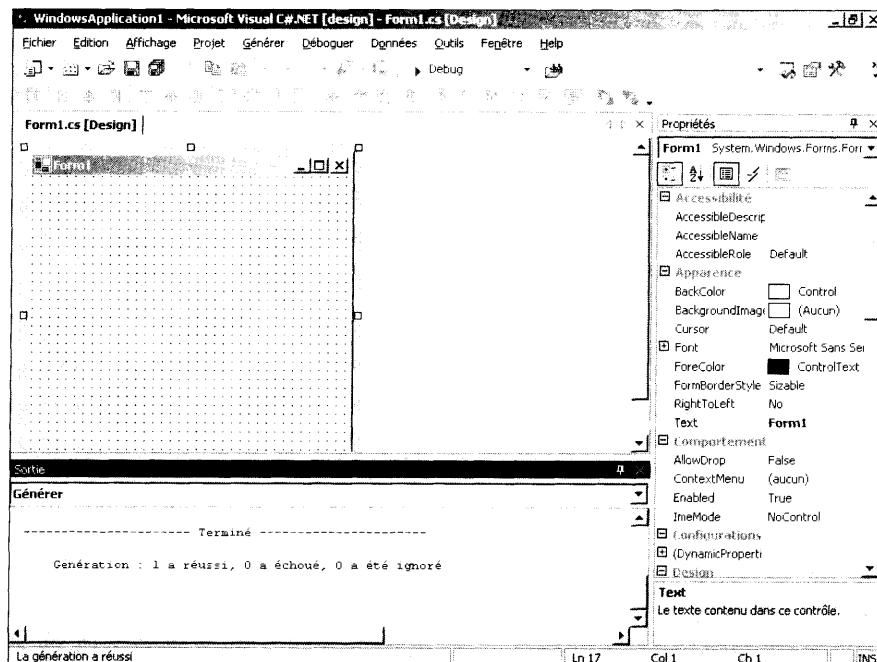 WindowsApplication1 - Microsoft Visual C#.NET [design] - Form1.cs [Design]
Fichier Edition Affichage Projet Générer Déboguer Données Outils Fenêtre Help
Debug
Form1.cs [Design]
Form1
Propriétés
Form1 System.Windows.Forms.Forr
Accessibilité
AccessibleDescrip
AccessibleName
AccessibleRole Default
Apparence
BackColor Control
BackgroundImage (Aucun)
Cursor Default
Font Microsoft Sans Ser
ForeColor ControlText
FormBorderStyle Sizable
RightToLeft No
Text Form1
Comportement
AllowDrop False
ContextMenu (aucun)
Enabled True
ImeMode NoControl
Configurations
(DynamicProperti
Design
Text
Le texte contenu dans ce contrôle.
Sortie
Générer
---------------------- Terminé ----------------------
Génération : 1 a réussi, 0 a échoué, 0 a été ignoré
La génération a réussi
Ln 17 Col 1 Ch 1 INS